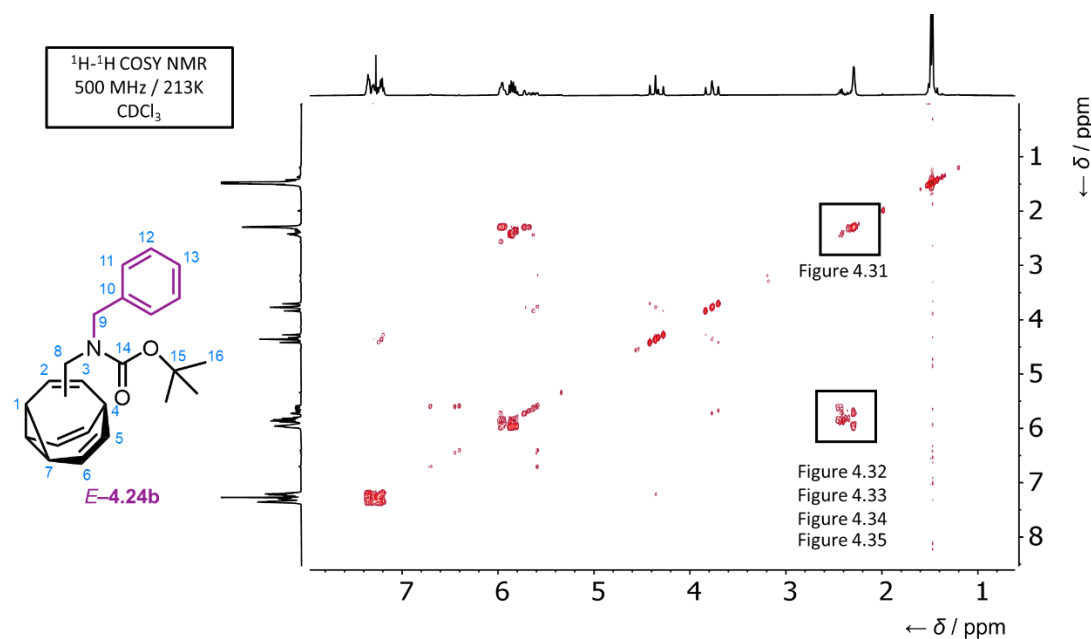 ¹H-¹H COSY NMR
500 MHz / 213K
CDCl₃
1
2
3
4
5
6
7
8
← δ / ppm
Figure 4.31
Figure 4.32
Figure 4.33
Figure 4.34
Figure 4.35
12
11
13
10
9
8
N
14
O
15
16
O
2
3
1
4
5
7
6
E–4.24b
7
6
5
4
3
2
1
← δ / ppm